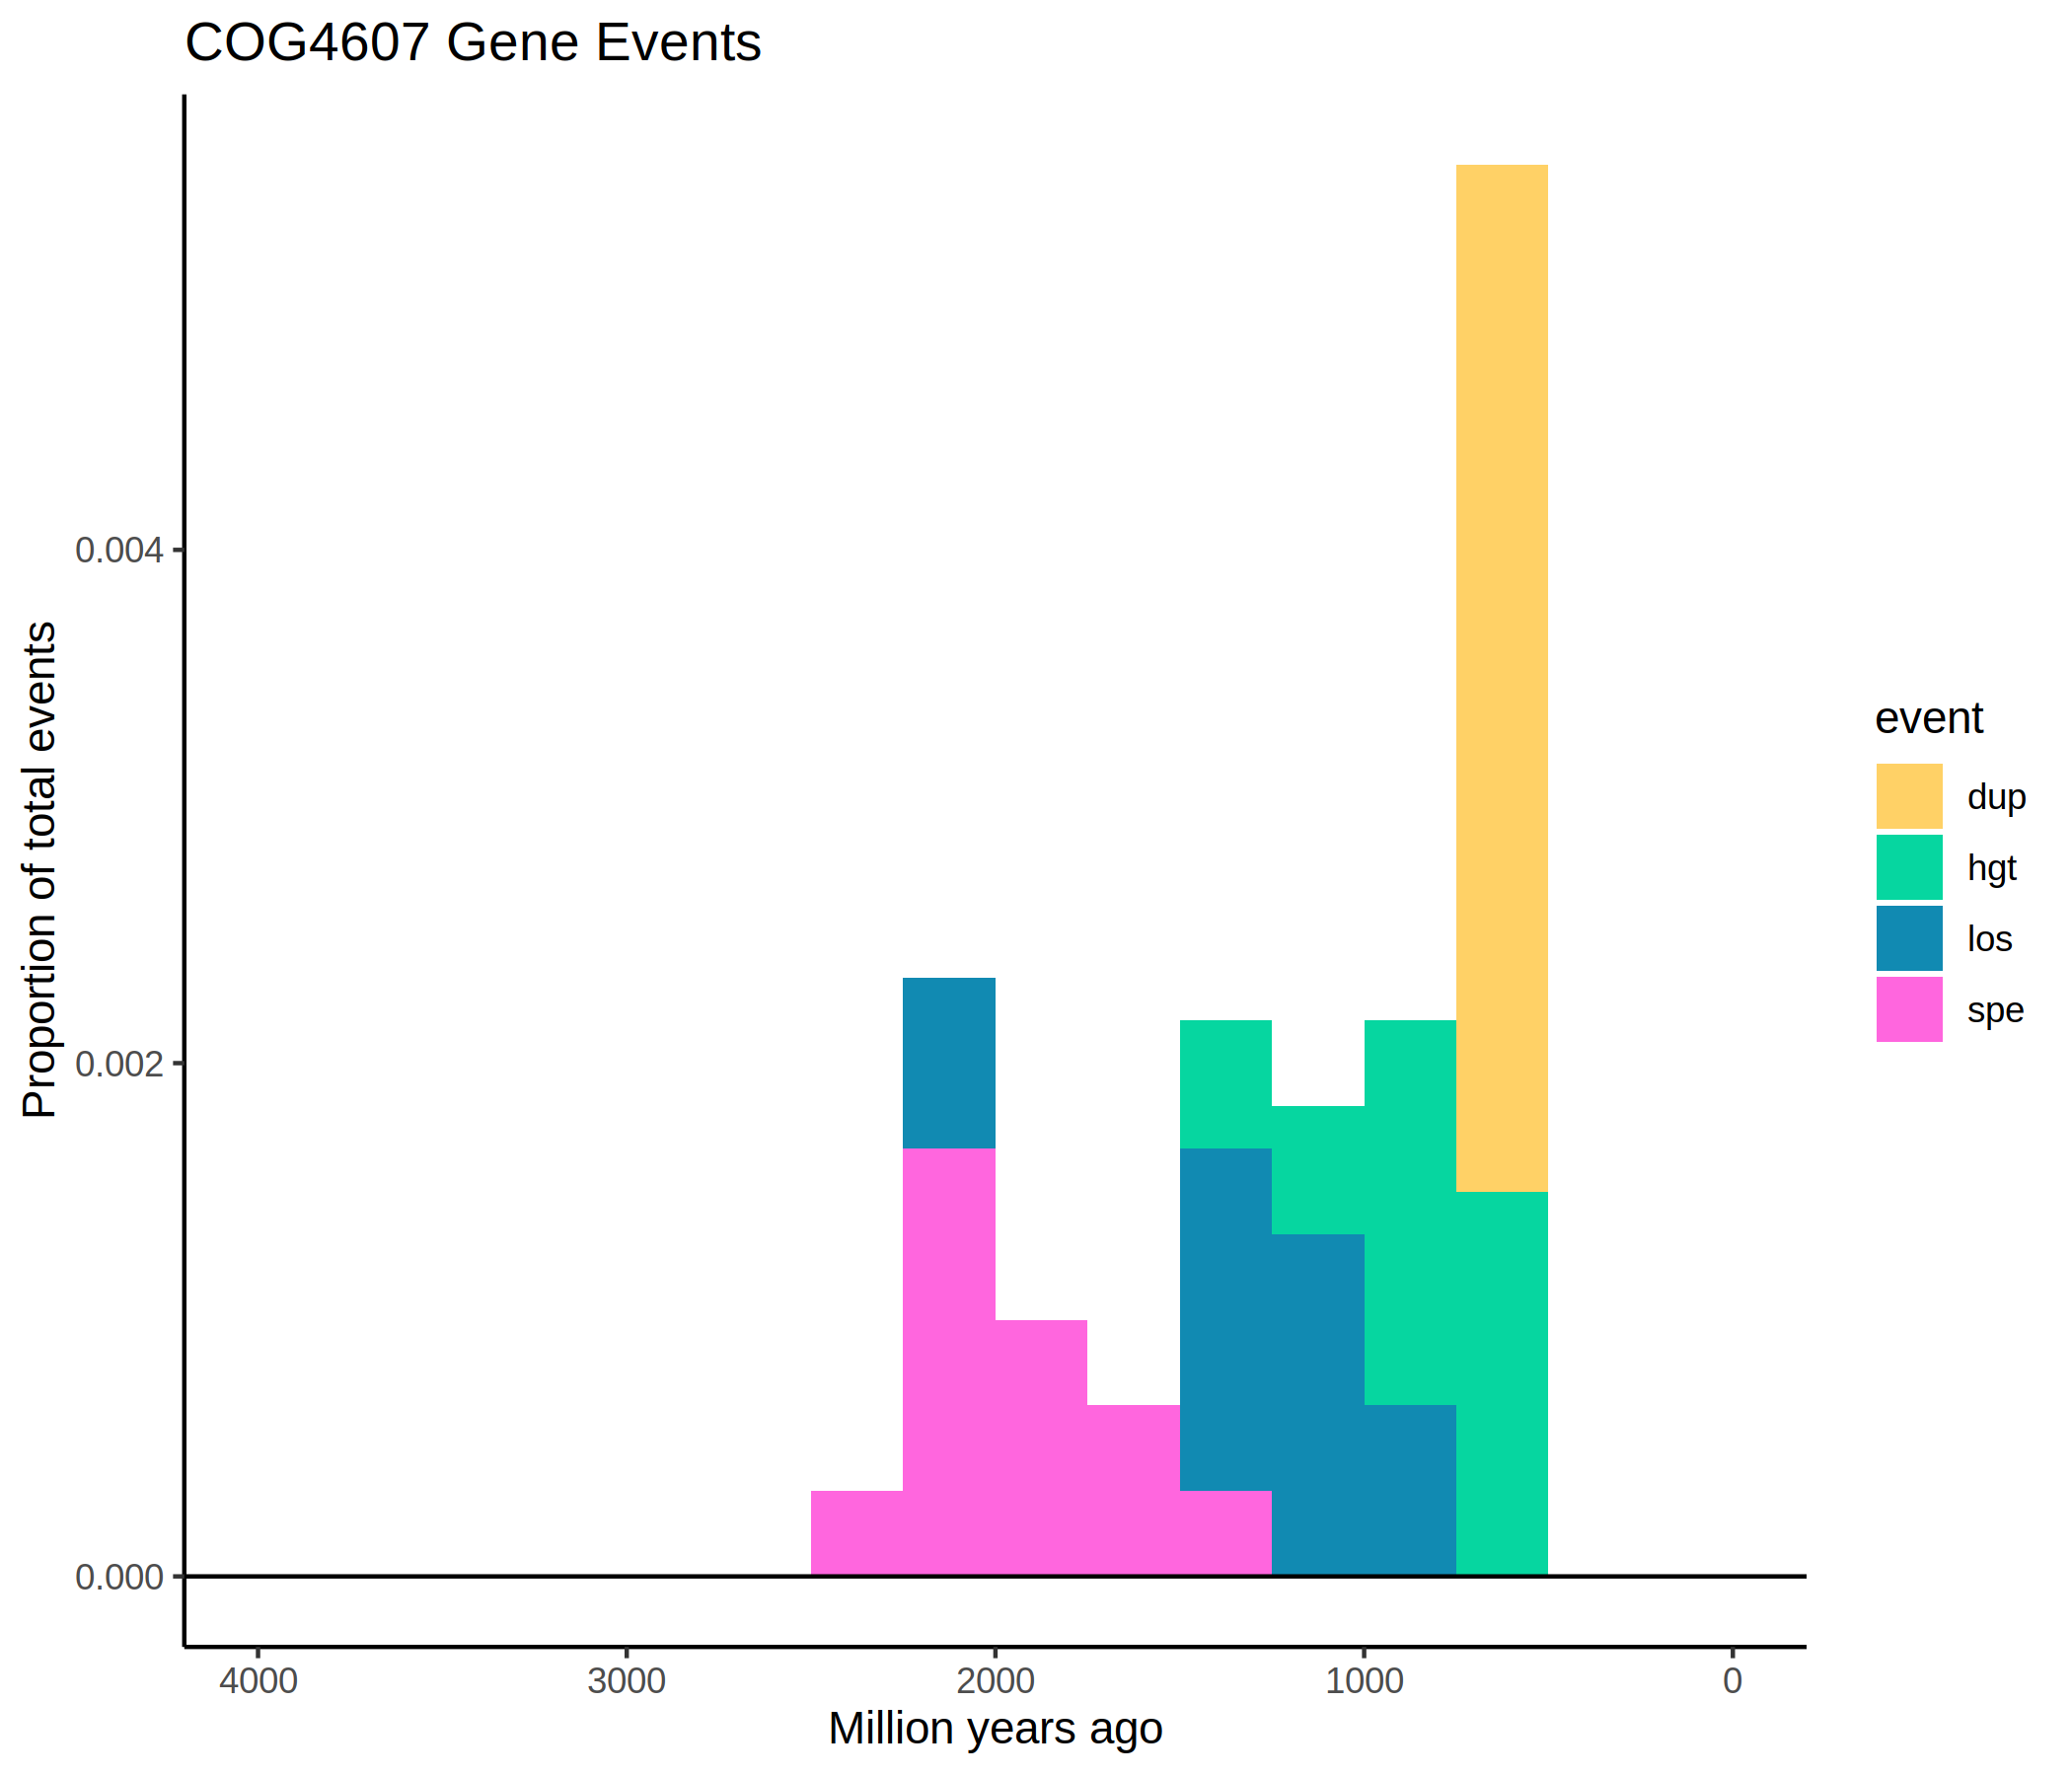 COG4607 Gene Events
Proportion of total events
0.004
0.002
0.000
4000 3000 2000 1000 0
Million years ago
event
dup
hgt
los
spe